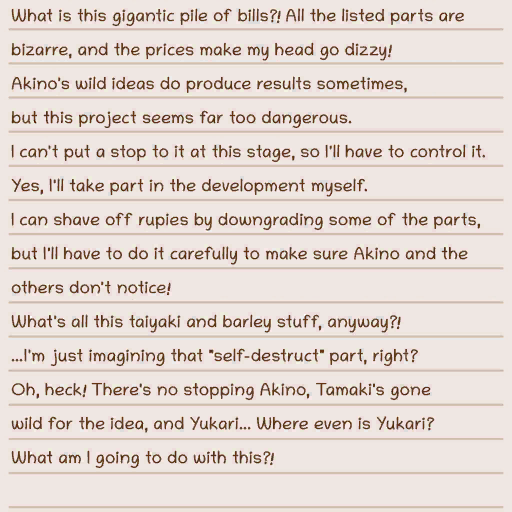 What is this gigantic pile of bills?! All the listed parts are
bizarre, and the prices make my head go dizzy!
Akino's wild ideas do produce results sometimes,
but this project seems far too dangerous.
I can't put a stop to it at this stage, so I'll have to control it.
Yes, I'll take part in the development myself.
I can shave off rupies by downgrading some of the parts,
but I'll have to do it carefully to make sure Akino and the
others don't notice!
What's all this taiyaki and barley stuff, anyway?!
...I'm just imagining that "self-destruct" part, right?
Oh, heck! There's no stopping Akino, Tamaki's gone
wild for the idea, and Yukari... Where even is Yukari?
What am I going to do with this?!